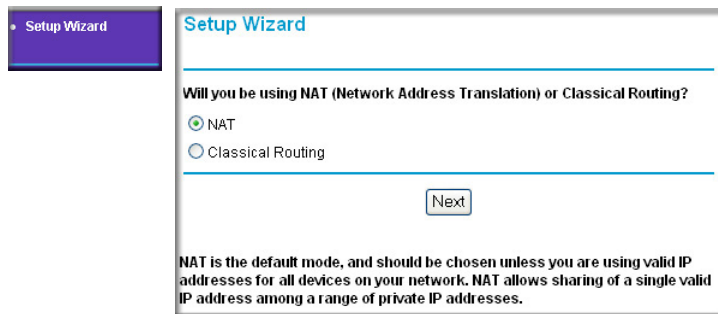 Setup Wizard
Setup Wizard
Will you be using NAT (Network Address Translation) or Classical Routing?
NAT
Classical Routing
Next
NAT is the default mode, and should be chosen unless you are using valid IP
addresses for all devices on your network. NAT allows sharing of a single valid
IP address among a range of private IP addresses.